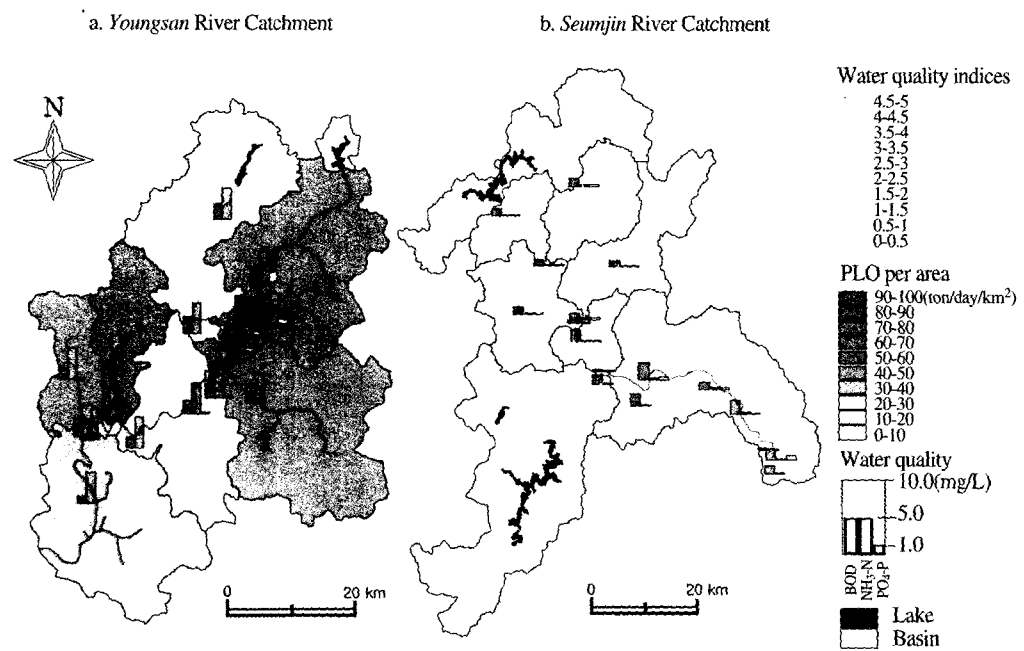 a. Youngsan River Catchment
b. Seumjin River Catchment
N
Water quality indices
4.5-5
4-4.5
3.5-4
3-3.5
2.5-3
2-2.5
1.5-2
1-1.5
0.5-1
0-0.5
PLO per area
90-100(ton/day/km²)
80-90
70-80
60-70
50-60
40-50
30-40
20-30
10-20
0-10
Water quality
10.0(mg/L)
5.0
1.0
BOD
NH₃-N
PO₄-P
Lake
Basin
0 20 km
0 20 km